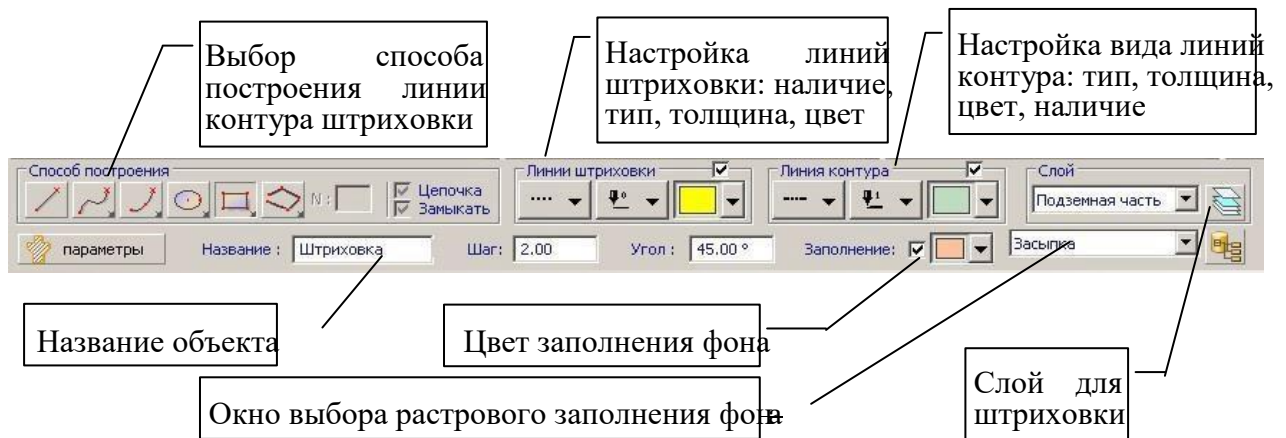 Выбор способа
построения линии
контура штриховки
Настройка линий
штриховки: наличие,
тип, толщина, цвет
Настройка вида линий
контура: тип, толщина,
цвет, наличие
Способ построения
Линии штриховки
Линия контура
Слой
N:
Цепочка
Замыкать
Подземная часть
параметры
Название :
Штриховка
Шаг:
2.00
Угол :
45.00 °
Заполнение:
Засыпка
Название объекта
Цвет заполнения фона
Окно выбора растрового заполнения фона
Слой для
штриховки